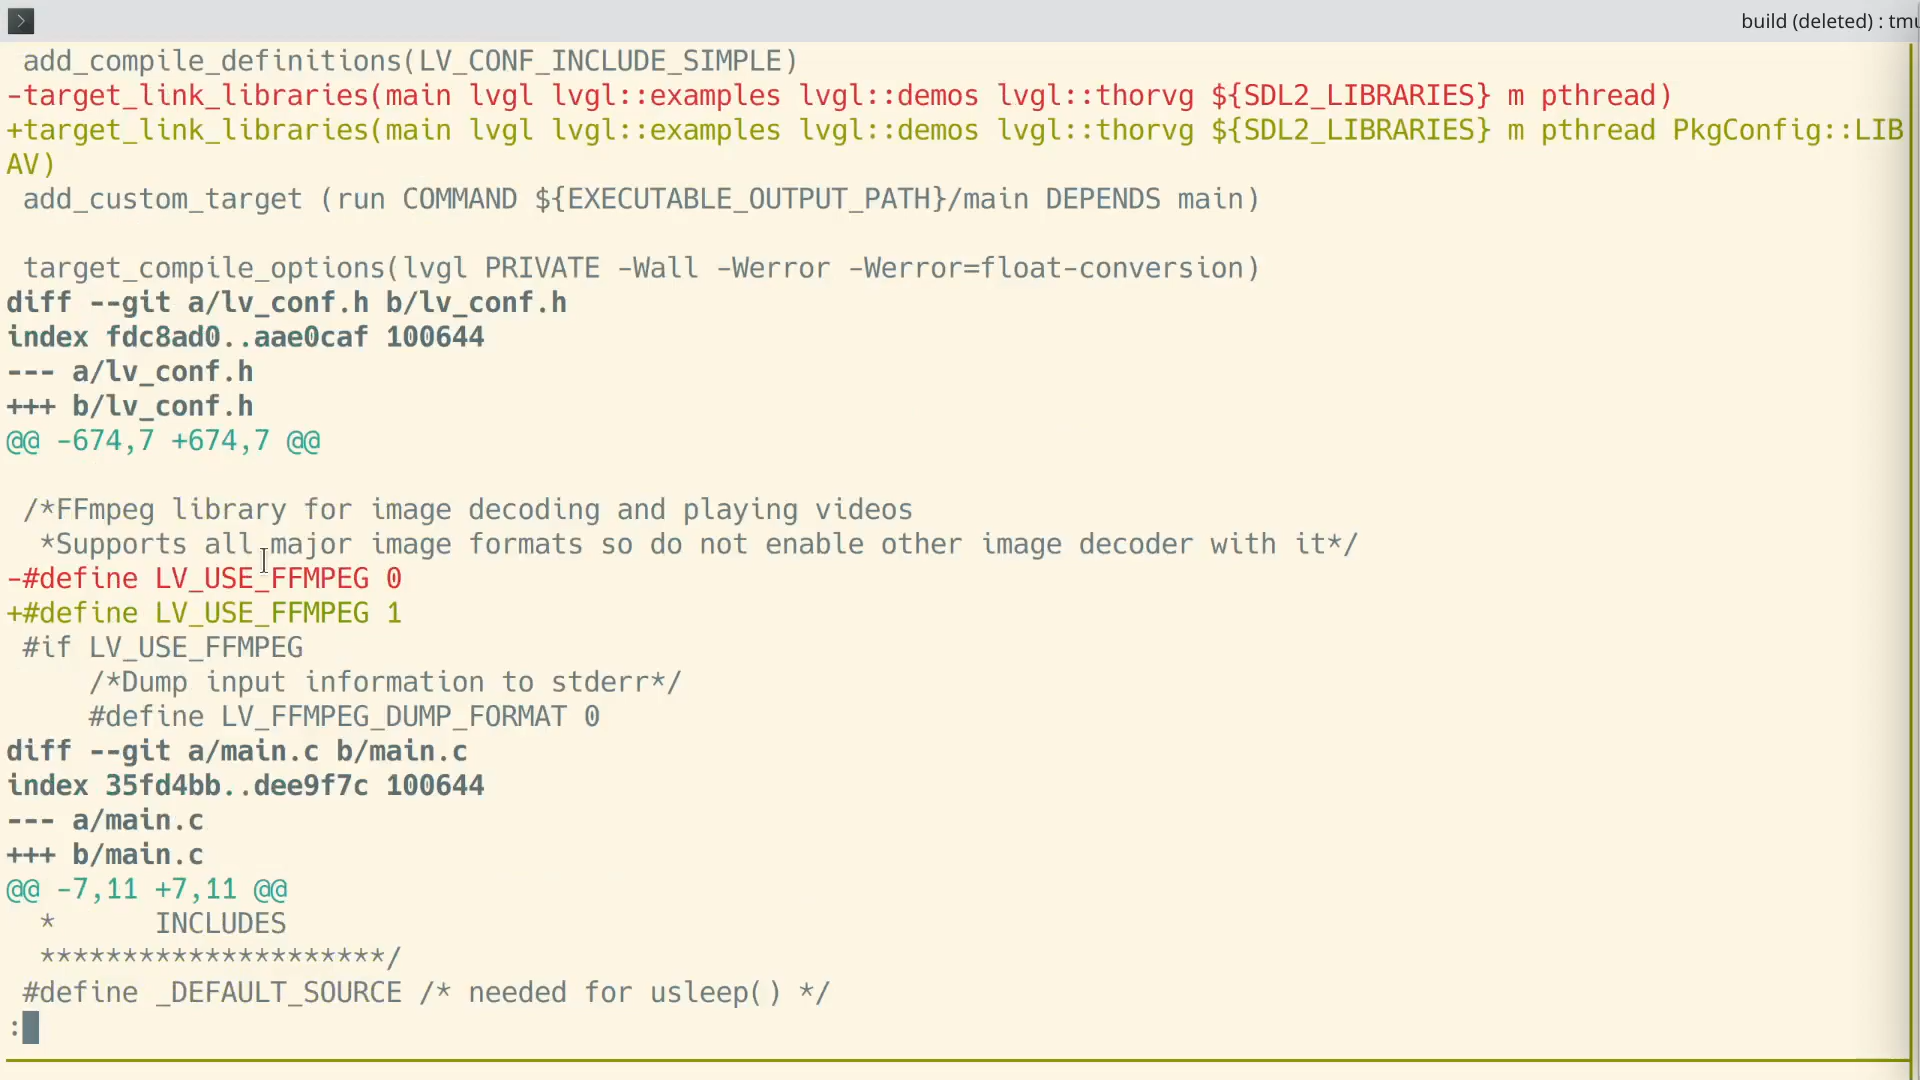 build (deleted) : tmu
 add_compile_definitions(LV_CONF_INCLUDE_SIMPLE)
-target_link_libraries(main lvgl lvgl::examples lvgl::demos lvgl::thorvg ${SDL2_LIBRARIES} m pthread)
+target_link_libraries(main lvgl lvgl::examples lvgl::demos lvgl::thorvg ${SDL2_LIBRARIES} m pthread PkgConfig::LIB
AV)
 add_custom_target (run COMMAND ${EXECUTABLE_OUTPUT_PATH}/main DEPENDS main)
 target_compile_options(lvgl PRIVATE -Wall -Werror -Werror=float-conversion)
diff --git a/lv_conf.h b/lv_conf.h
index fdc8ad0..aae0caf 100644
--- a/lv_conf.h
+++ b/lv_conf.h
@@ -674,7 +674,7 @@
 /*FFmpeg library for image decoding and playing videos
  *Supports all major image formats so do not enable other image decoder with it*/
-#define LV_USE_FFMPEG 0
+#define LV_USE_FFMPEG 1
 #if LV_USE_FFMPEG
     /*Dump input information to stderr*/
     #define LV_FFMPEG_DUMP_FORMAT 0
diff --git a/main.c b/main.c
index 35fd4bb..dee9f7c 100644
--- a/main.c
+++ b/main.c
@@ -7,11 +7,11 @@
  *      INCLUDES
  *********************/
 #define _DEFAULT_SOURCE /* needed for usleep() */
: